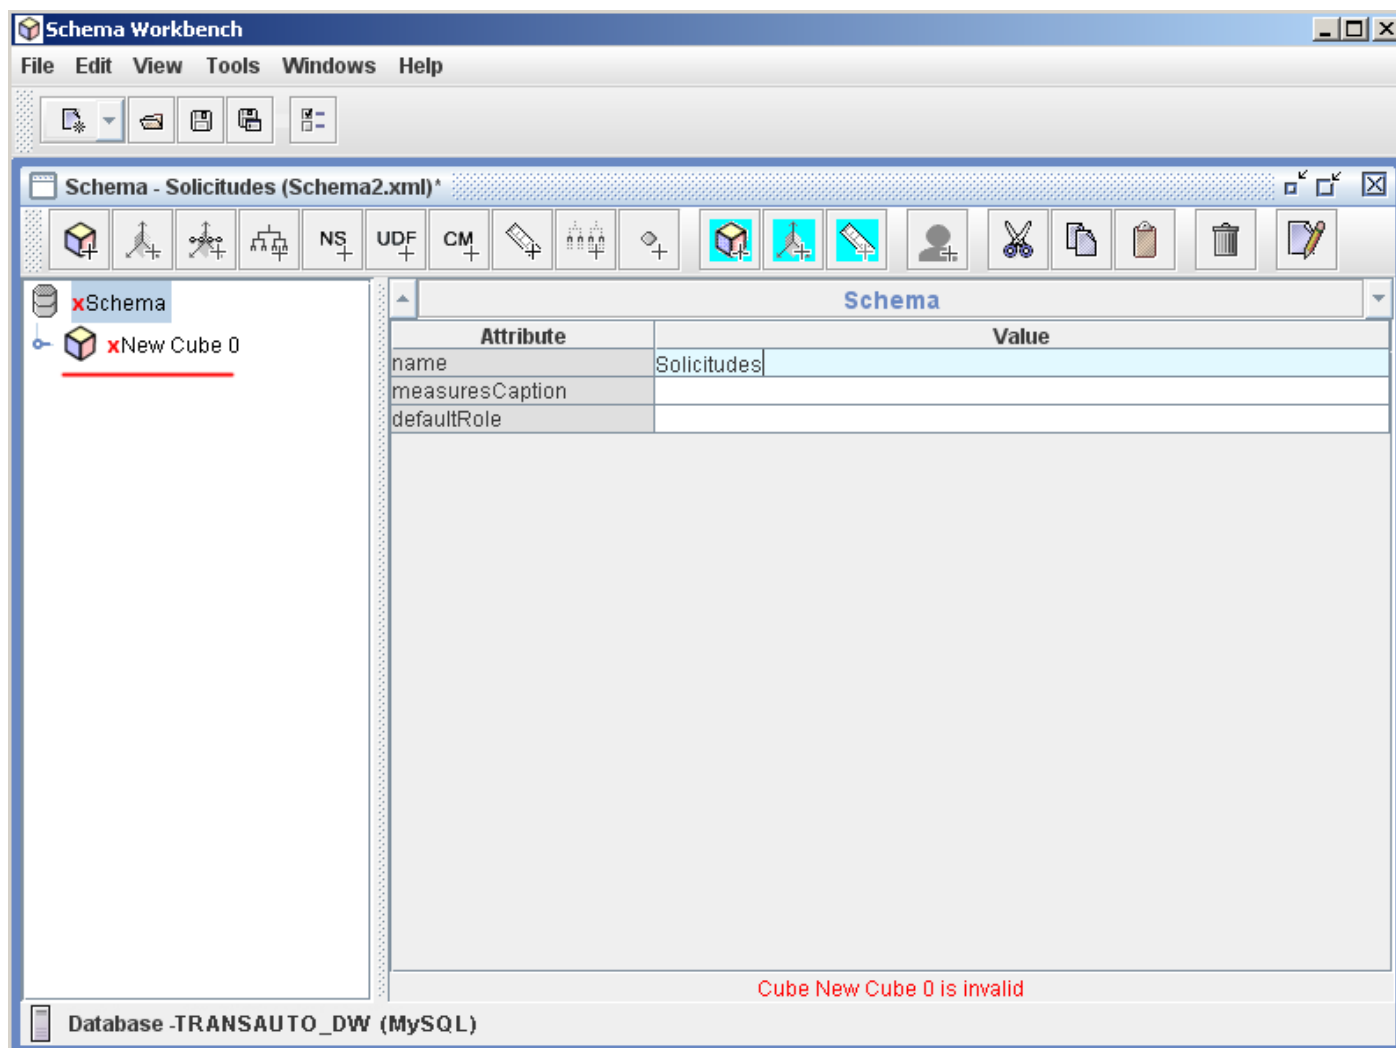 Schema Workbench
File Edit View Tools Windows Help
Schema - Solicitudes (Schema2.xml)*
NS UDF CM
xSchema
xNew Cube 0
Schema
Attribute Value
name Solicitudes
measuresCaption
defaultRole
Cube New Cube 0 is invalid
Database -TRANSAUTO_DW (MySQL)